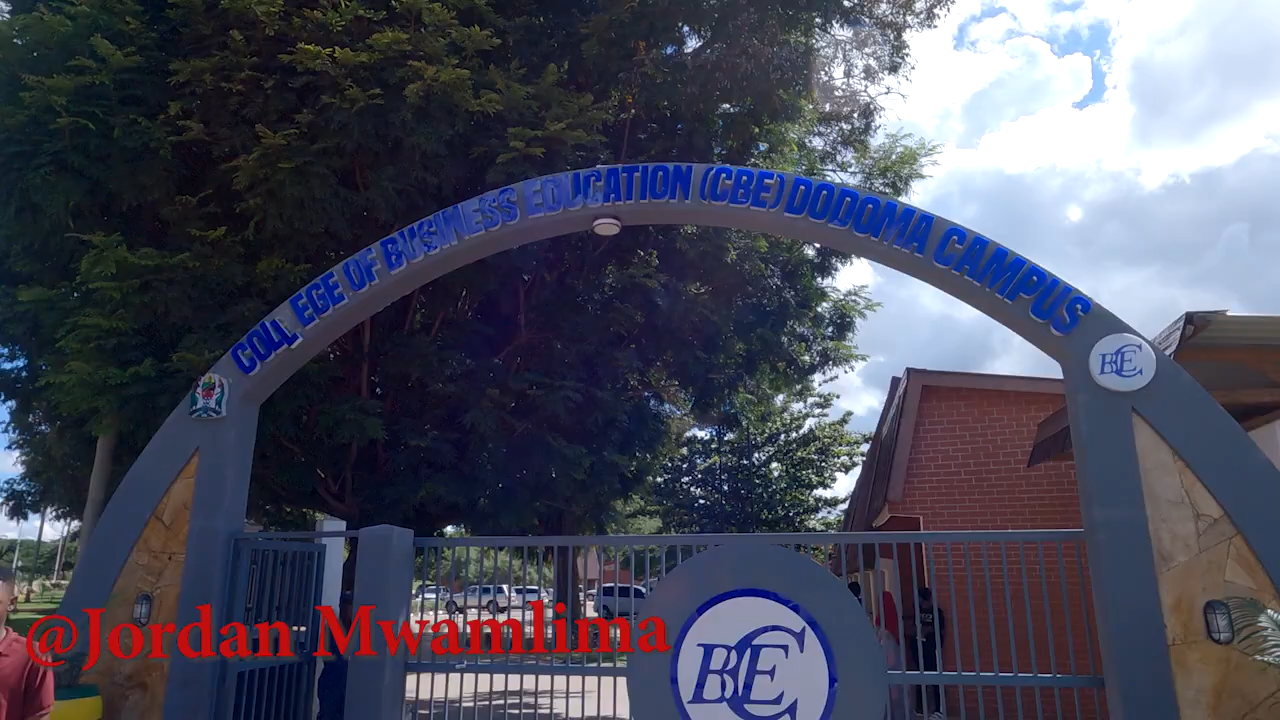 COLLEGE OF BUSINESS EDUCATION (CBE) DODOMA CAMPUS
BCE
@Jordan Mwamlima
BCE